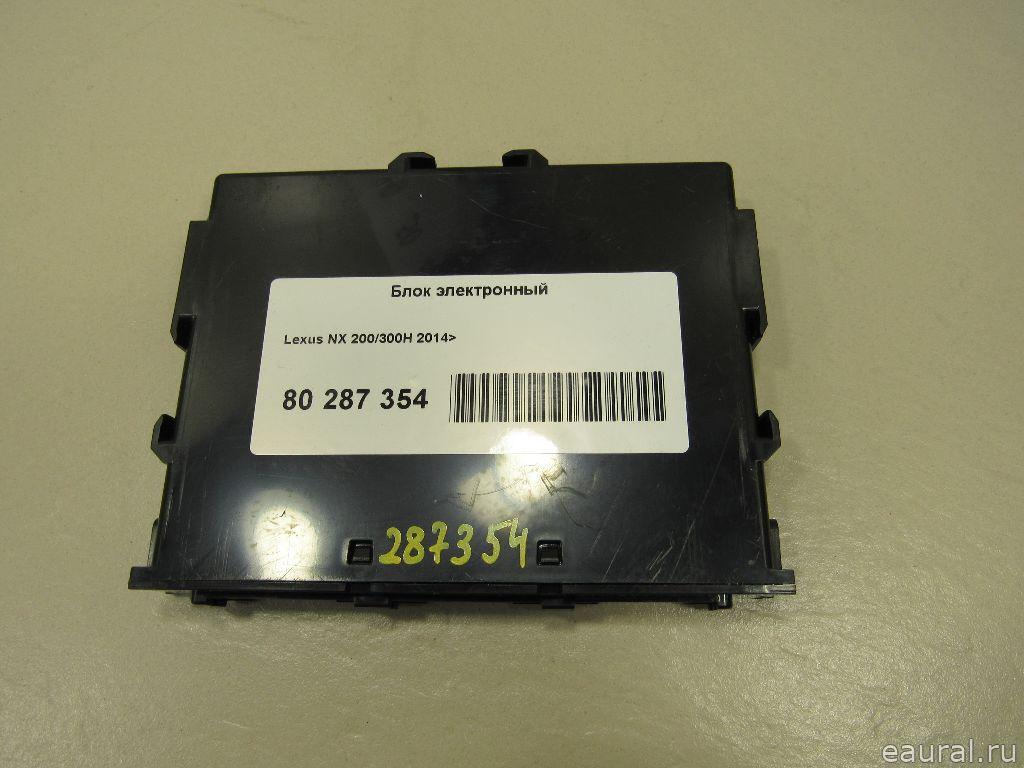 Блок электронный
Lexus NX 200/300H 2014>
80 287 354
287354
eaural.ru